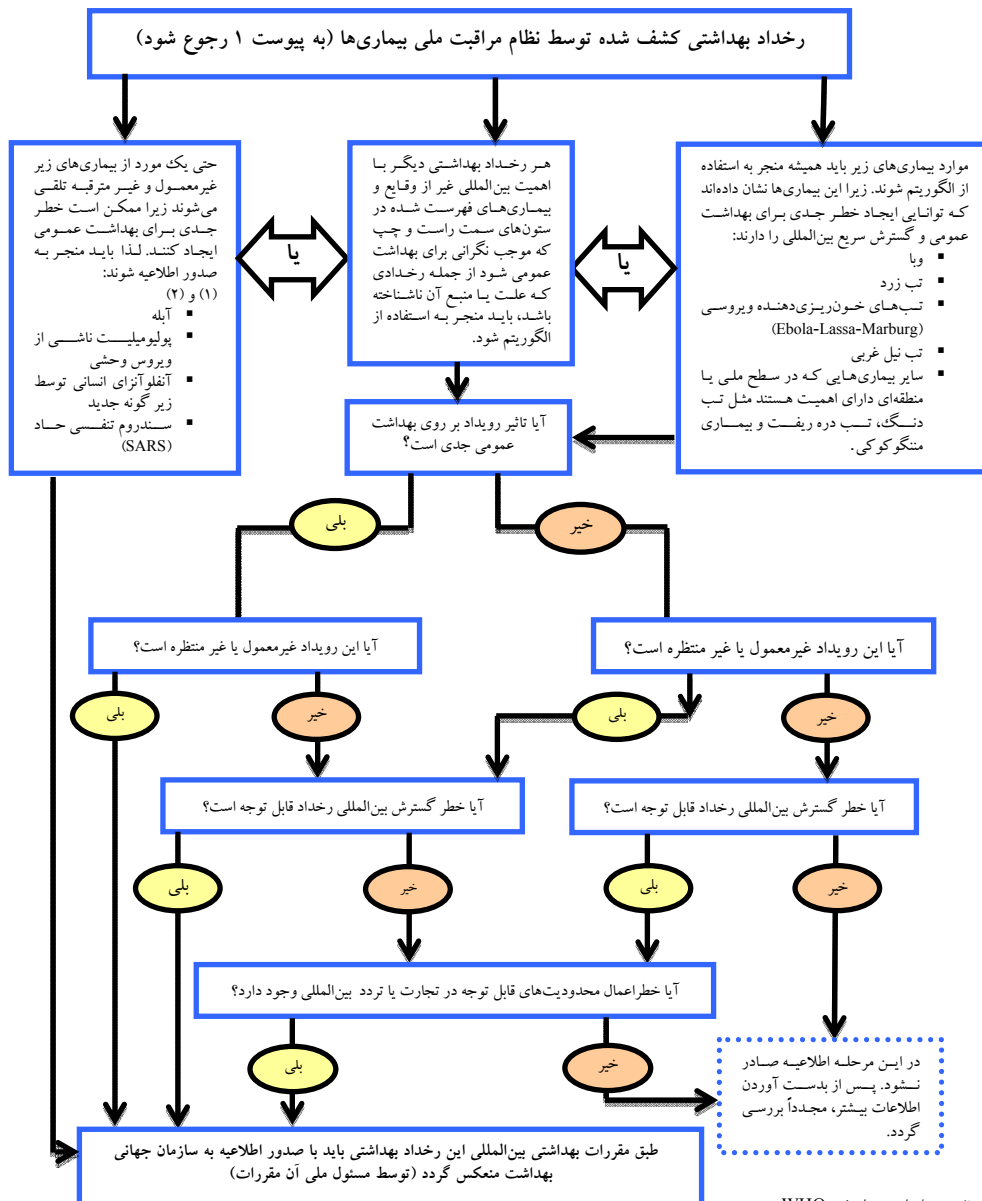 رخداد بهداشتی کشف شده توسط نظام مراقبت ملی بیماری‌ها (به پیوست ۱ رجوع شود)
موارد بیماری‌های زیر باید همیشه منجر به استفاده
از الگوریتم شوند. زیرا این بیماری‌ها نشان داده‌اند
که توانایی ایجاد خطر جدی برای بهداشت
عمومی و گسترش سریع بین‌المللی را دارند:
▪ وبا
▪ تب زرد
▪ تب‌های خون‌ریزی‌دهنده ویروسی
(Ebola-Lassa-Marburg)
▪ تب نیل غربی
▪ سایر بیماری‌هایی که در سطح ملی یا
منطقه‌ای دارای اهمیت هستند مثل تب
دنگ، تب دره ریفت و بیماری
مننگوکوکی.
یا
هر رخداد بهداشتی دیگر با
اهمیت بین‌المللی غیر از وقایع و
بیماری‌های فهرست شده در
ستون‌های سمت راست و چپ
که موجب نگرانی برای بهداشت
عمومی شود از جمله رخدادی
که علت یا منبع آن ناشناخته
باشد، باید منجر به استفاده از
الگوریتم شود.
یا
حتی یک مورد از بیماری‌های زیر
غیرمعمول و غیر مترقبه تلقی
می‌شوند زیرا ممکن است خطر
جدی برای بهداشت عمومی
ایجاد کنند. لذا باید منجر به
صدور اطلاعیه شوند:
(۱) و (۲)
▪ آبله
▪ پولیومیلیت ناشی از
ویروس وحشی
▪ آنفلوآنزای انسانی توسط
زیر گونه جدید
▪ سندروم تنفسی حاد
(SARS)
آیا تاثیر رویداد بر روی بهداشت
عمومی جدی است؟
خیر
بلی
آیا این رویداد غیرمعمول یا غیر منتظره است؟
آیا این رویداد غیرمعمول یا غیر منتظره است؟
خیر
بلی
خیر
بلی
آیا خطر گسترش بین‌المللی رخداد قابل توجه است؟
آیا خطر گسترش بین‌المللی رخداد قابل توجه است؟
خیر
بلی
خیر
بلی
آیا خطراعمال محدودیت‌های قابل توجه در تجارت یا تردد بین‌المللی وجود دارد؟
خیر
بلی
در این مرحله اطلاعیه صادر
نشود. پس از بدست آوردن
اطلاعات بیشتر، مجدداً بررسی
گردد.
طبق مقررات بهداشتی بین‌المللی این رخداد بهداشتی باید با صدور اطلاعیه به سازمان جهانی
بهداشت منعکس گردد (توسط مسئول ملی آن مقررات)
WHO